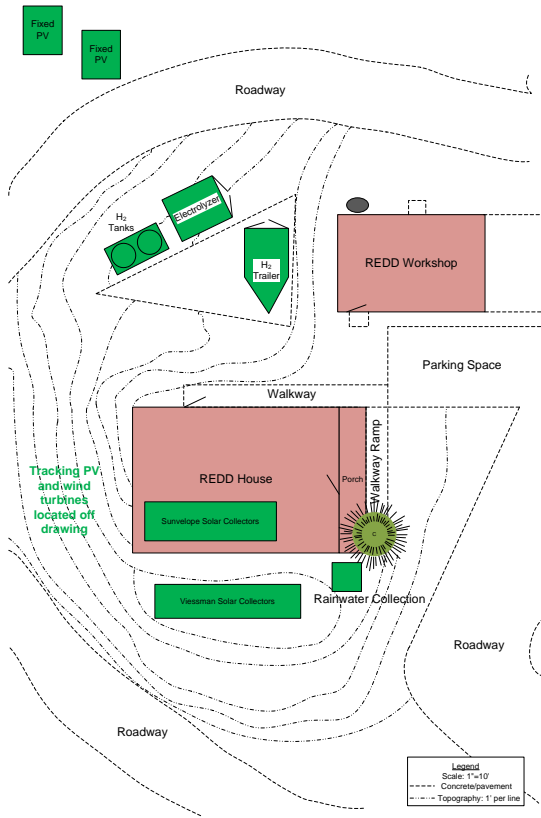 Fixed
PV
Fixed
PV
Roadway
H₂
Tanks
Electrolyzer
H₂
Trailer
REDD Workshop
Parking Space
Walkway
Walkway Ramp
REDD House
Porch
Tracking PV
and wind
turbines
located off
drawing
Sunvelope Solar Collectors
C
Viessman Solar Collectors
Rainwater Collection
Roadway
Roadway
Legend
Scale: 1"=10'
Concrete/pavement
Topography: 1' per line